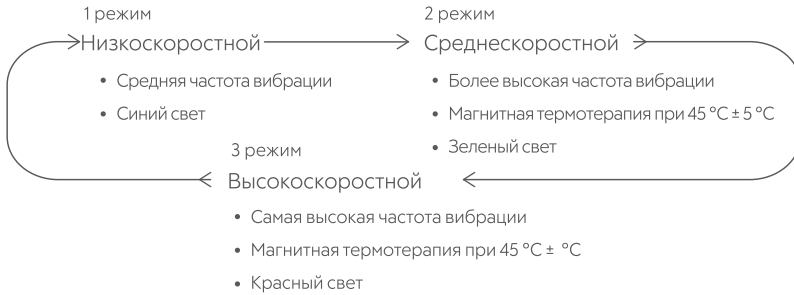 1 режим
Низкоскоростной
• Средняя частота вибрации
• Синий свет
2 режим
Среднескоростной
• Более высокая частота вибрации
• Магнитная термотерапия при 45 °C ± 5 °C
• Зеленый свет
3 режим
Высокоскоростной
• Самая высокая частота вибрации
• Магнитная термотерапия при 45 °C ± °C
• Красный свет